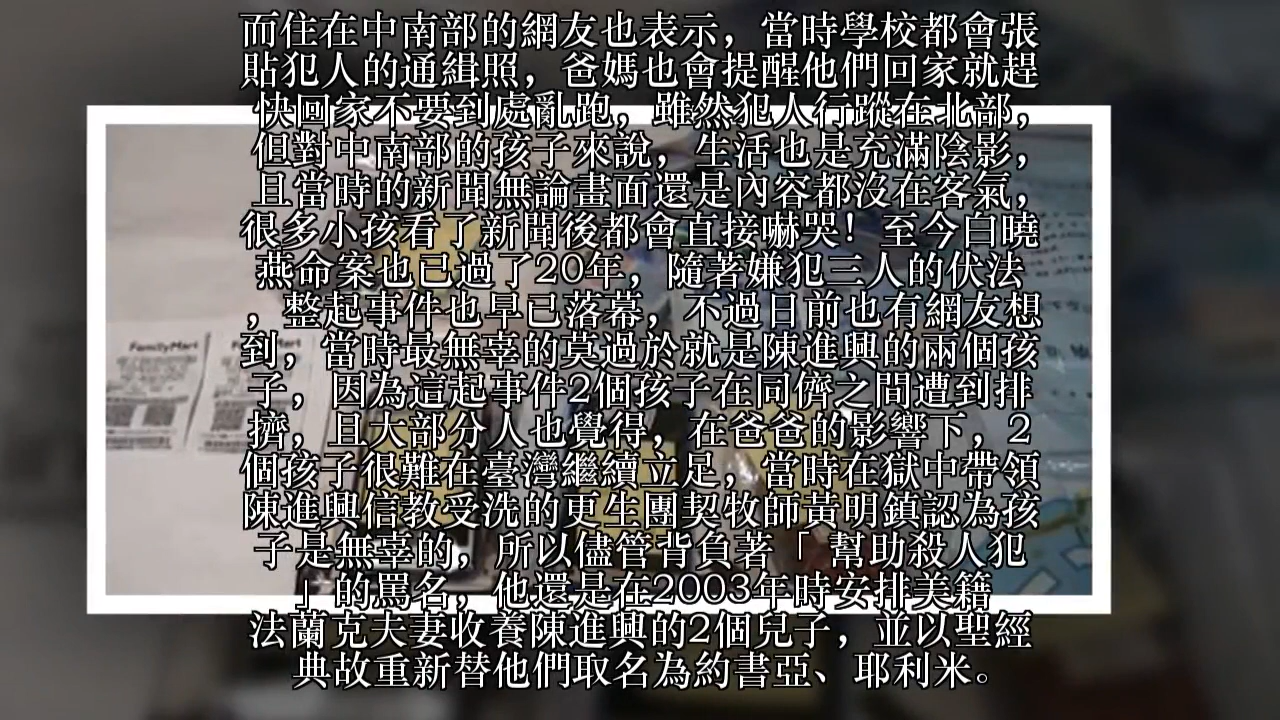 而住在中南部的網友也表示，當時學校都會張
貼犯人的通緝照，爸媽也會提醒他們回家就趕
快回家不要到處亂跑，雖然犯人行蹤在北部，
但對中南部的孩子來說，生活也是充滿陰影，
且當時的新聞無論畫面還是內容都沒在客氣，
很多小孩看了新聞後都會直接嚇哭！至今白曉
燕命案也已過了20年，隨著嫌犯三人的伏法
，整起事件也早已落幕，不過日前也有網友想
到，當時最無辜的莫過於就是陳進興的兩個孩
子，因為這起事件2個孩子在同儕之間遭到排
擠，且大部分人也覺得，在爸爸的影響下，2
個孩子很難在臺灣繼續立足，當時在獄中帶領
陳進興信教受洗的更生團契牧師黃明鎮認為孩
子是無辜的，所以儘管背負著「幫助殺人犯
」的罵名，他還是在2003年時安排美籍
法蘭克夫妻收養陳進興的2個兒子，並以聖經
典故重新替他們取名為約書亞、耶利米。
FamilyMart